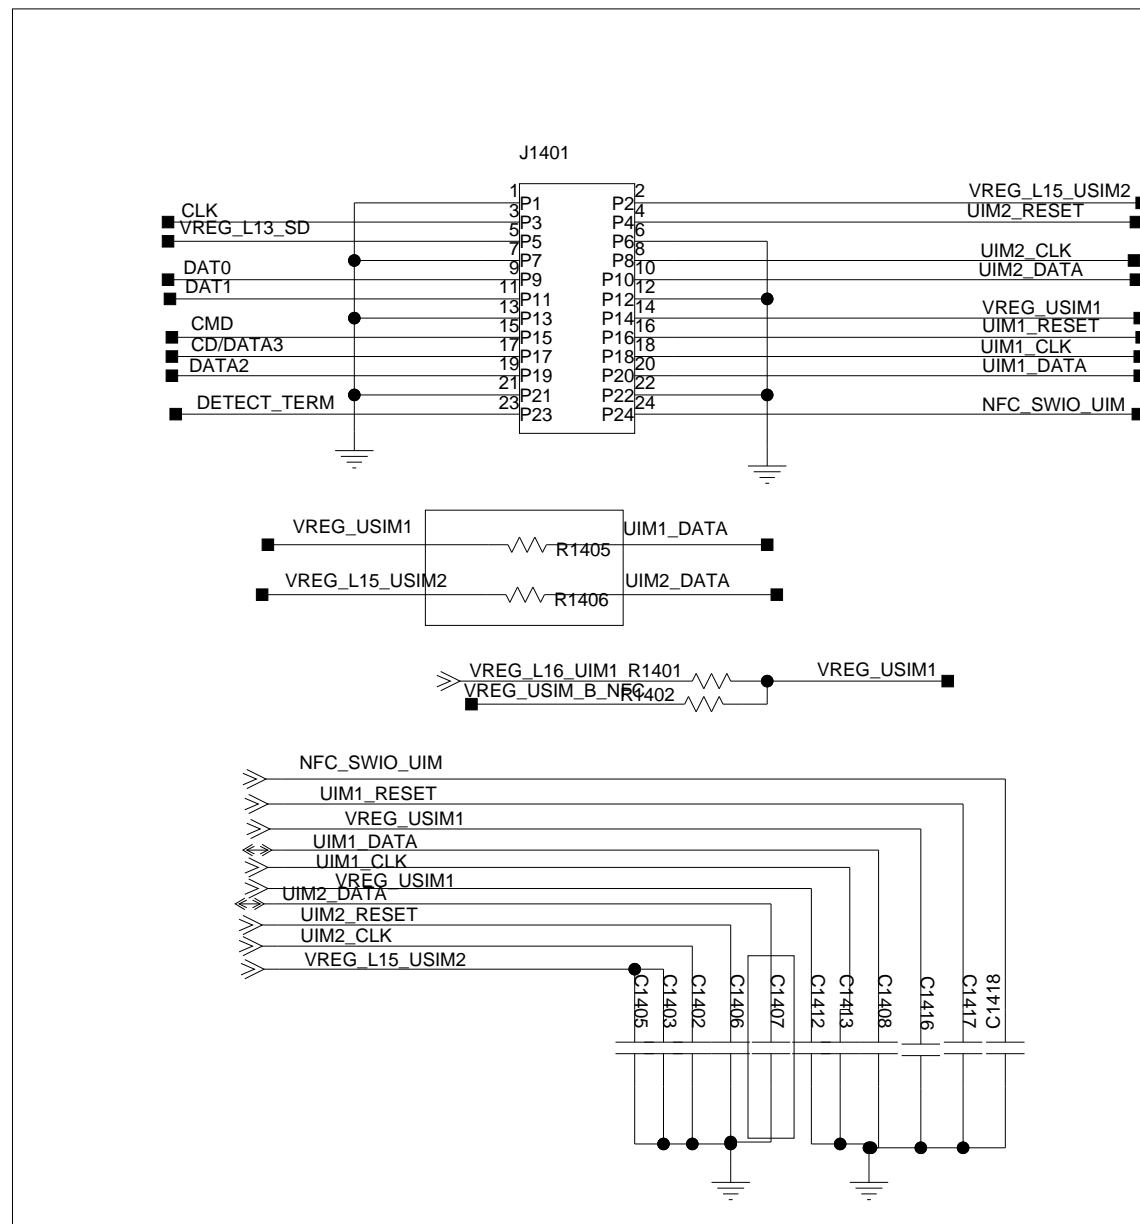 J1401
1 2
P1 P2 VREG_L15_USIM2
CLK 3 4
P3 P4 UIM2_RESET
VREG_L13_SD 5 6
P5 P6
7 8
P7 P8 UIM2_CLK
DAT0 9 10
P9 P10 UIM2_DATA
DAT1 11 12
P11 P12
13 14
P13 P14 VREG_USIM1
CMD 15 16
P15 P16 UIM1_RESET
CD/DATA3 17 18
P17 P18 UIM1_CLK
DATA2 19 20
P19 P20 UIM1_DATA
21 22
P21 P22
DETECT_TERM 23 24
P23 P24 NFC_SWIO_UIM
VREG_USIM1 R1405 UIM1_DATA
VREG_L15_USIM2 R1406 UIM2_DATA
VREG_L16_UIM1 R1401 VREG_USIM1
VREG_USIM_B_NFC R1402
NFC_SWIO_UIM
UIM1_RESET
VREG_USIM1
UIM1_DATA
UIM1_CLK
VREG_USIM1
UIM2_DATA
UIM2_RESET
UIM2_CLK
VREG_L15_USIM2
C1405
C1403
C1402
C1406
C1407
C1412
C1413
C1408
C1416
C1417
C1418